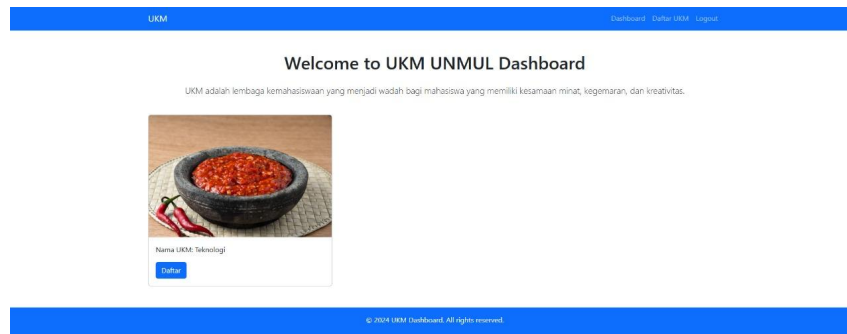 UKM
Dashboard Daftar UKM Logout
Welcome to UKM UNMUL Dashboard
UKM adalah lembaga kemahasiswaan yang menjadi wadah bagi mahasiswa yang memiliki kesamaan minat, kegemaran, dan kreativitas.
Nama UKM: Teknologi
Daftar
© 2024 UKM Dashboard. All rights reserved.